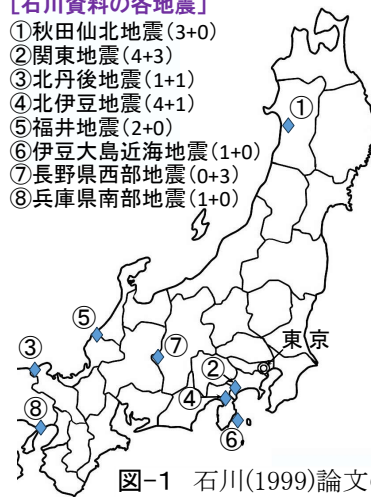 ［石川資料の各地震］
①秋田仙北地震(3+0)
②関東地震(4+3)
③北丹後地震(1+1)
④北伊豆地震(4+1)
⑤福井地震(2+0)
⑥伊豆大島近海地震(1+0)
⑦長野県西部地震(0+3)
⑧兵庫県南部地震(1+0)
①
⑤
東京
③
⑦
②
④
⑧
⑥
図-1 石川(1999)論文